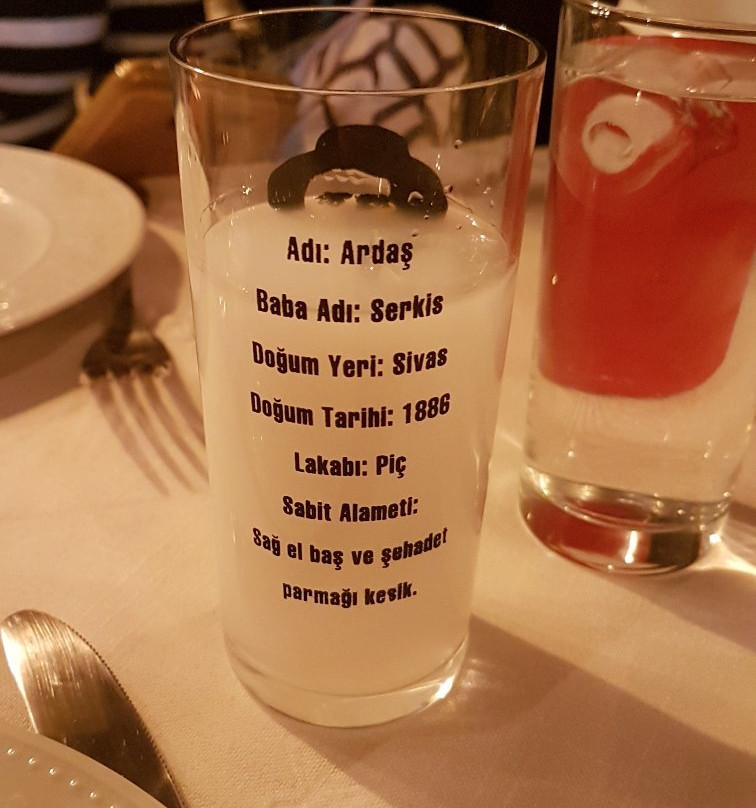 Adı: Ardaş
Baba Adı: Serkis
Doğum Yeri: Sivas
Doğum Tarihi: 1886
Lakabı: Piç
Sabit Alameti:
Sağ el baş ve şehadet
parmağı kesik.